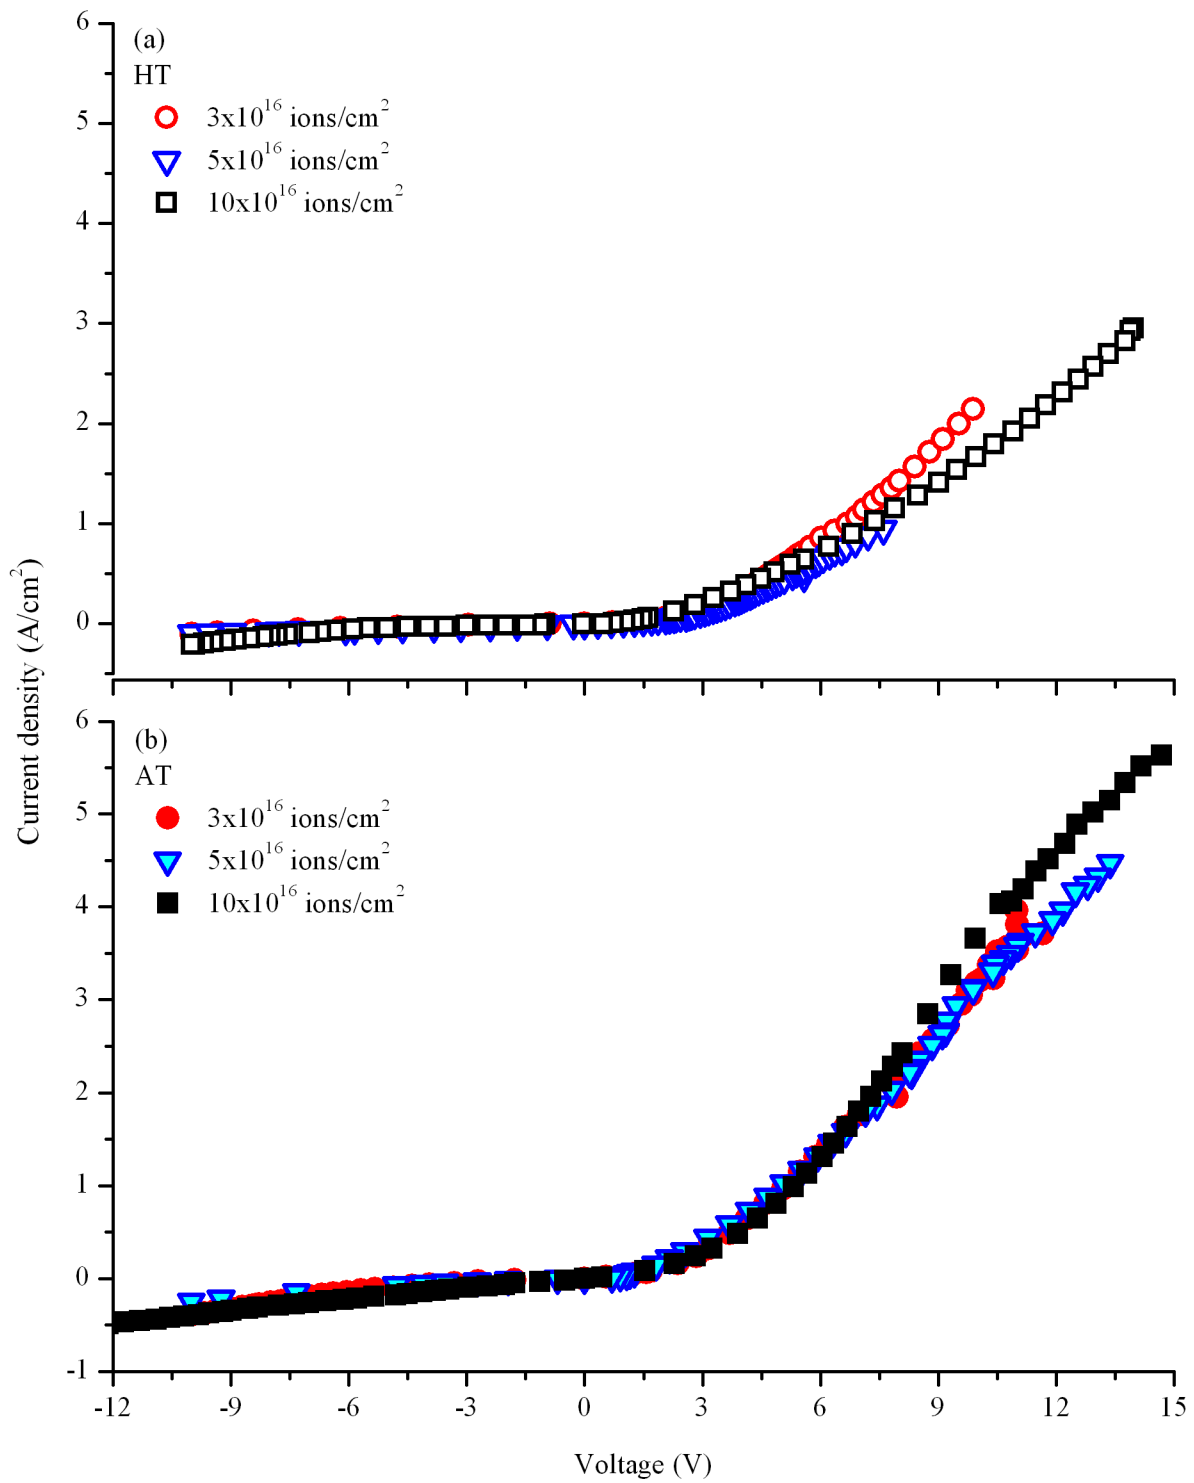 (a)
HT
3x10^16 ions/cm^2
5x10^16 ions/cm^2
10x10^16 ions/cm^2
6
5
4
3
2
1
0
Current density (A/cm^2)
(b)
AT
3x10^16 ions/cm^2
5x10^16 ions/cm^2
10x10^16 ions/cm^2
6
5
4
3
2
1
0
-1
-12 -9 -6 -3 0 3 6 9 12 15
Voltage (V)